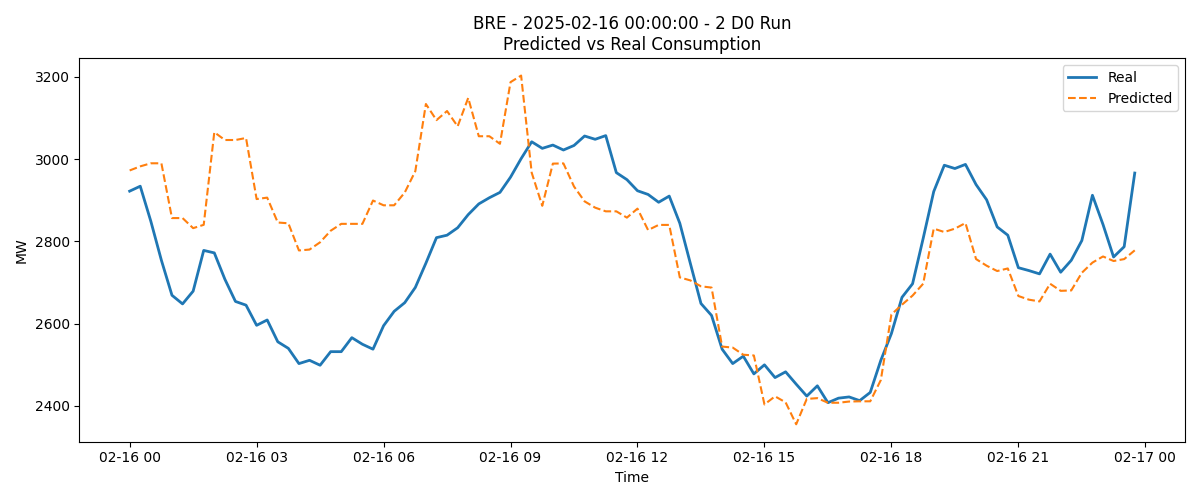 BRE - 2025-02-16 00:00:00 - 2 D0 Run
Predicted vs Real Consumption
Real
Predicted
MW
3200
3000
2800
2600
2400
02-16 00
02-16 03
02-16 06
02-16 09
02-16 12
02-16 15
02-16 18
02-16 21
02-17 00
Time